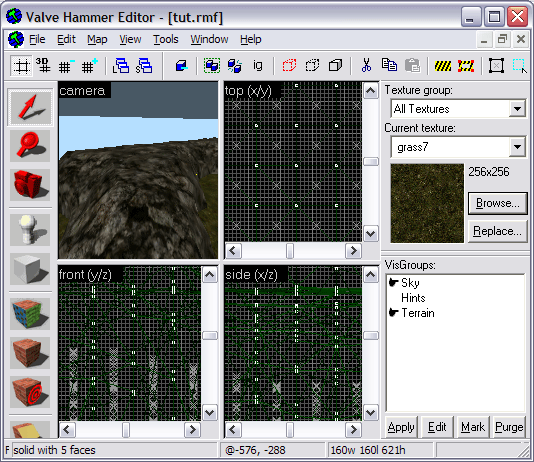 Valve Hammer Editor - [tut.rmf]
File Edit Map View Tools Window Help
3D ig
camera
top (x/y)
front (y/z)
side (x/z)
Texture group:
All Textures
Current texture:
grass7
256x256
Browse...
Replace...
VisGroups:
Sky
Hints
Terrain
Apply Edit Mark Purge
F solid with 5 faces @-576, -288 160w 160l 621h